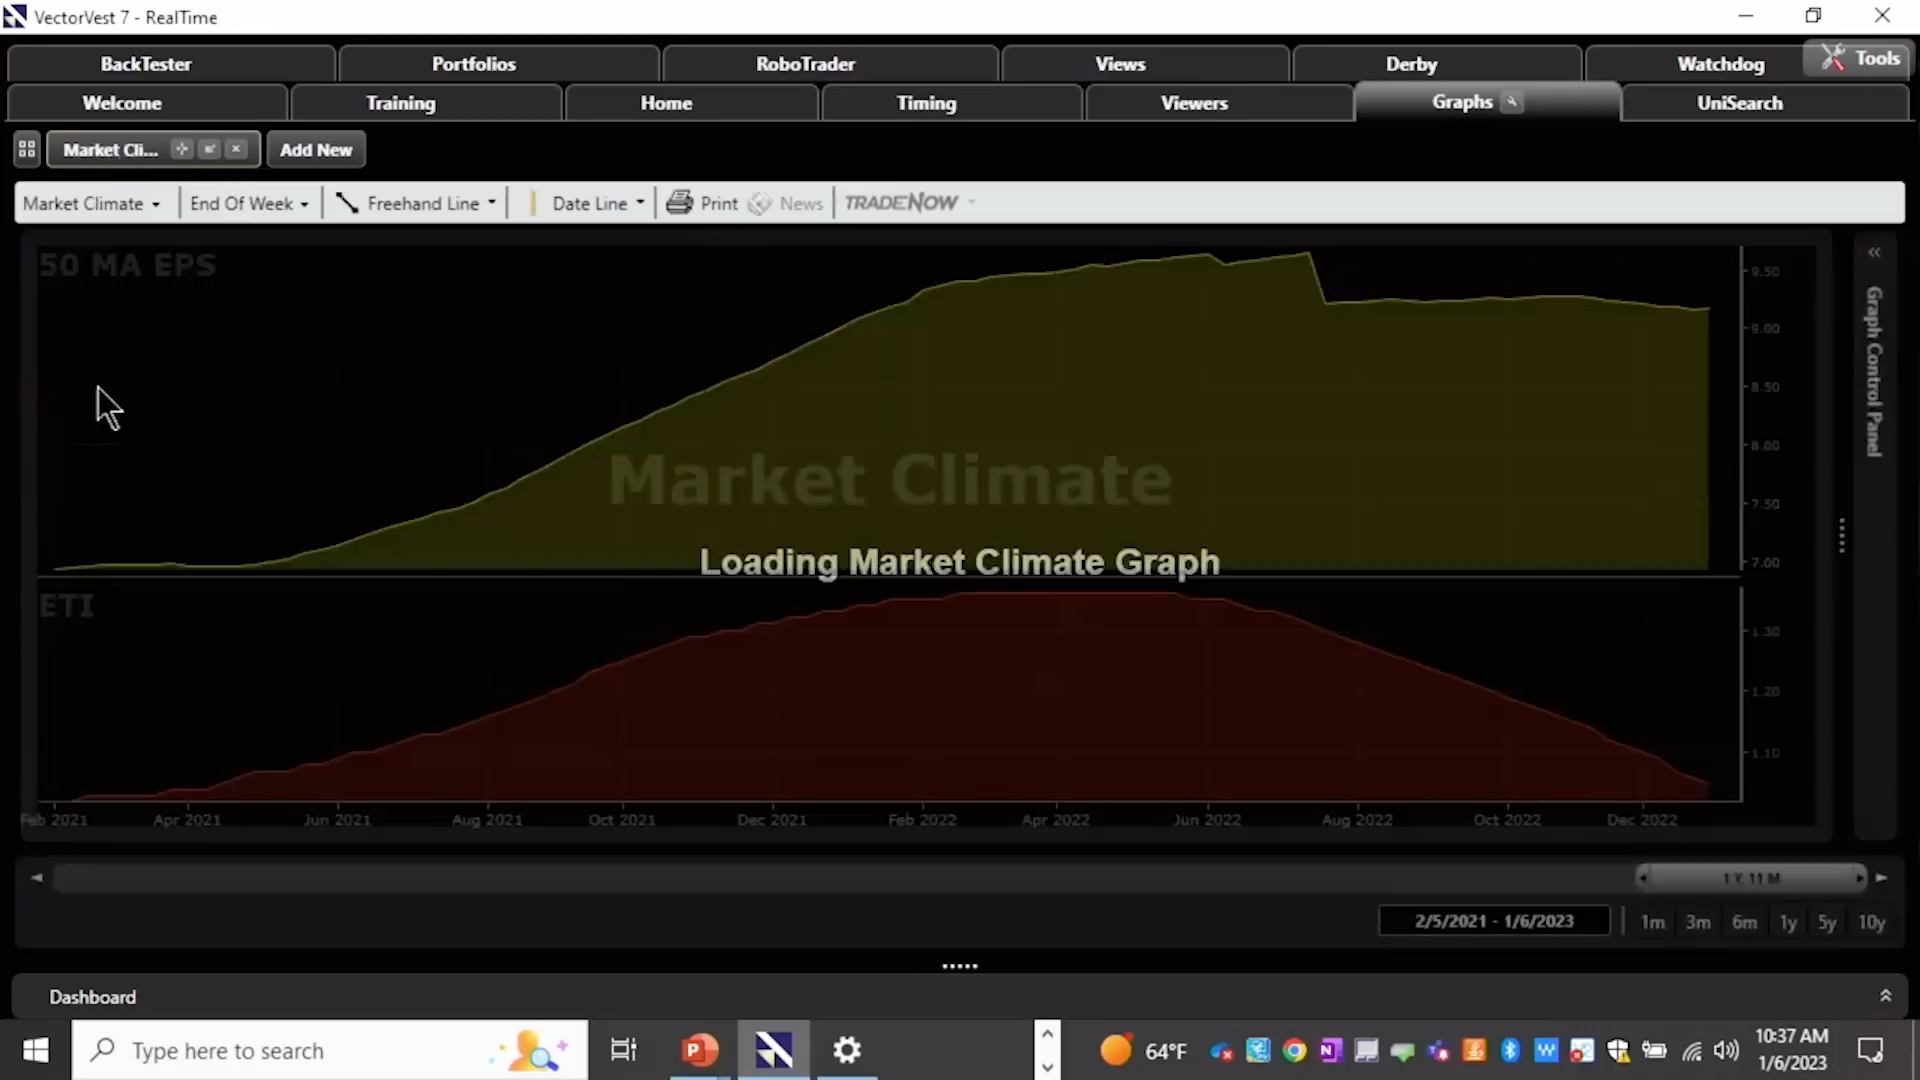 VectorVest 7 - RealTime
BackTester Portfolios RoboTrader Views Derby Watchdog Tools
Welcome Training Home Timing Viewers Graphs UniSearch
Market Cli... Add New
Market Climate End Of Week Freehand Line Date Line Print News TRADENOW
50 MA EPS
9.50
9.00
8.50
8.00
7.50
7.00
Graph Control Panel
Market Climate
Loading Market Climate Graph
ETI
1.30
1.20
1.10
Feb 2021 Apr 2021 Jun 2021 Aug 2021 Oct 2021 Dec 2021 Feb 2022 Apr 2022 Jun 2022 Aug 2022 Oct 2022 Dec 2022
1 Y, 11 M
2/5/2021 - 1/6/2023 1m 3m 6m 1y 5y 10y
Dashboard
Type here to search
64°F
10:37 AM
1/6/2023